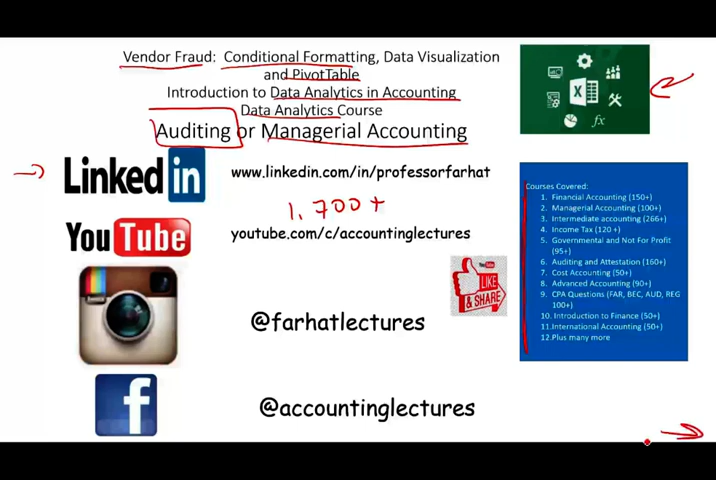 Vendor Fraud: Conditional Formatting, Data Visualization
and PivotTable
Introduction to Data Analytics in Accounting
Data Analytics Course
Auditing or Managerial Accounting
X
fx
Linked in
www.linkedin.com/in/professorfarhat
1,700+
YouTube
youtube.com/c/accountinglectures
YouTube
LIKE
& SHARE
@farhatlectures
f
@accountinglectures
Courses Covered:
1. Financial Accounting (150+)
2. Managerial Accounting (100+)
3. Intermediate accounting (266+)
4. Income Tax (120 +)
5. Governmental and Not For Profit
(95+)
6. Auditing and Attestation (160+)
7. Cost Accounting (50+)
8. Advanced Accounting (90+)
9. CPA Questions (FAR, BEC, AUD, REG
100+)
10. Introduction to Finance (50+)
11.International Accounting (50+)
12.Plus many more